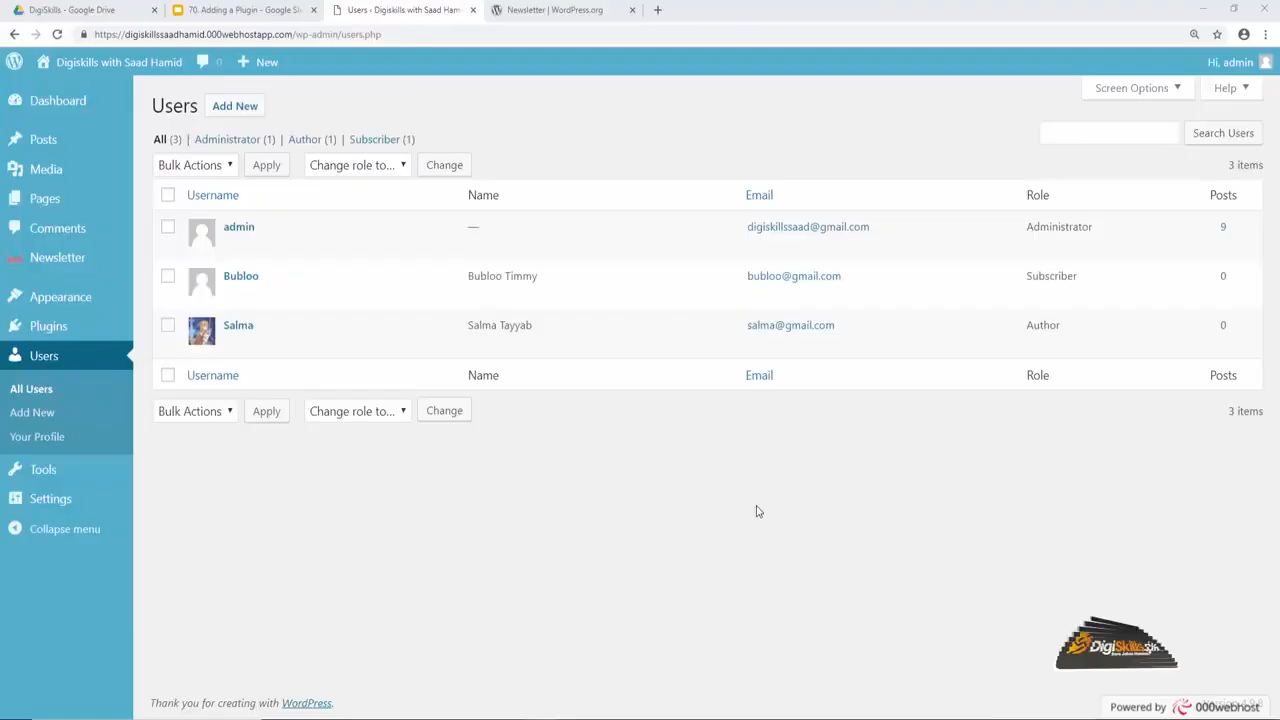 DigiSkills - Google Drive
70. Adding a Plugin - Google Sli
Users ‹ Digiskills with Saad Hamid
Newsletter | WordPress.org
https://digiskillssaadhamid.000webhostapp.com/wp-admin/users.php
Digiskills with Saad Hamid 0 New
Hi, admin
Dashboard
Posts
Media
Pages
Comments
Newsletter
Appearance
Plugins
Users
All Users
Add New
Your Profile
Tools
Settings
Collapse menu
Screen Options Help
Users Add New
All (3) | Administrator (1) | Author (1) | Subscriber (1)
Search Users
Bulk Actions Apply Change role to... Change
3 items
Username Name Email Role Posts
admin — digiskillssaad@gmail.com Administrator 9
Bubloo Bubloo Timmy bubloo@gmail.com Subscriber 0
Salma Salma Tayyab salma@gmail.com Author 0
Username Name Email Role Posts
Bulk Actions Apply Change role to... Change
3 items
DigiSkills
Thank you for creating with WordPress.
Powered by 000webhost